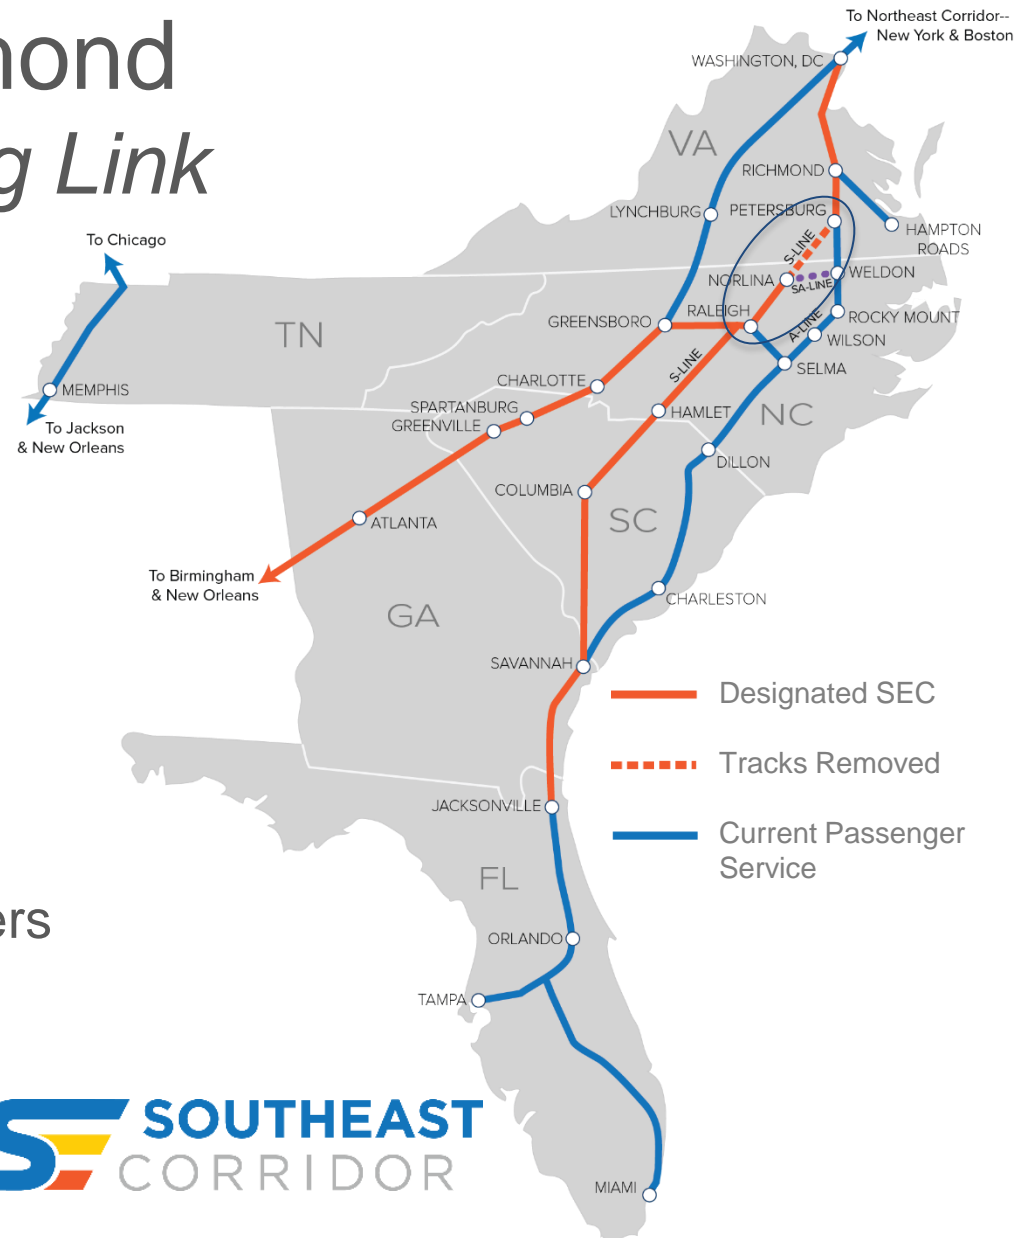 To Northeast Corridor--
New York & Boston
mond
WASHINGTON, DC
VA
g Link
RICHMOND
LYNCHBURG
PETERSBURG
HAMPTON
ROADS
To Chicago
S-LINE
NORLINA
WELDON
SA-LINE
TN
GREENSBORO
RALEIGH
ROCKY MOUNT
A-LINE
WILSON
S-LINE
SELMA
MEMPHIS
CHARLOTTE
To Jackson
& New Orleans
SPARTANBURG
GREENVILLE
HAMLET
NC
DILLON
COLUMBIA
SC
ATLANTA
To Birmingham
& New Orleans
GA
CHARLESTON
SAVANNAH
Designated SEC
Tracks Removed
JACKSONVILLE
Current Passenger
Service
FL
ers
ORLANDO
TAMPA
SE
SOUTHEAST
CORRIDOR
MIAMI